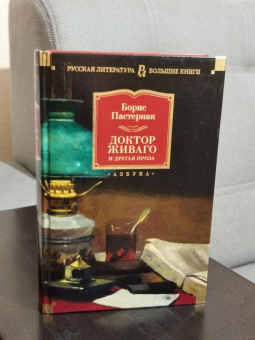 РУССКАЯ ЛИТЕРАТУРА БОЛЬШИЕ КНИГИ
Борис
Пастернак
ДОКТОР
ЖИВАГО
И ДРУГАЯ ПРОЗА
«АЗБУКА»